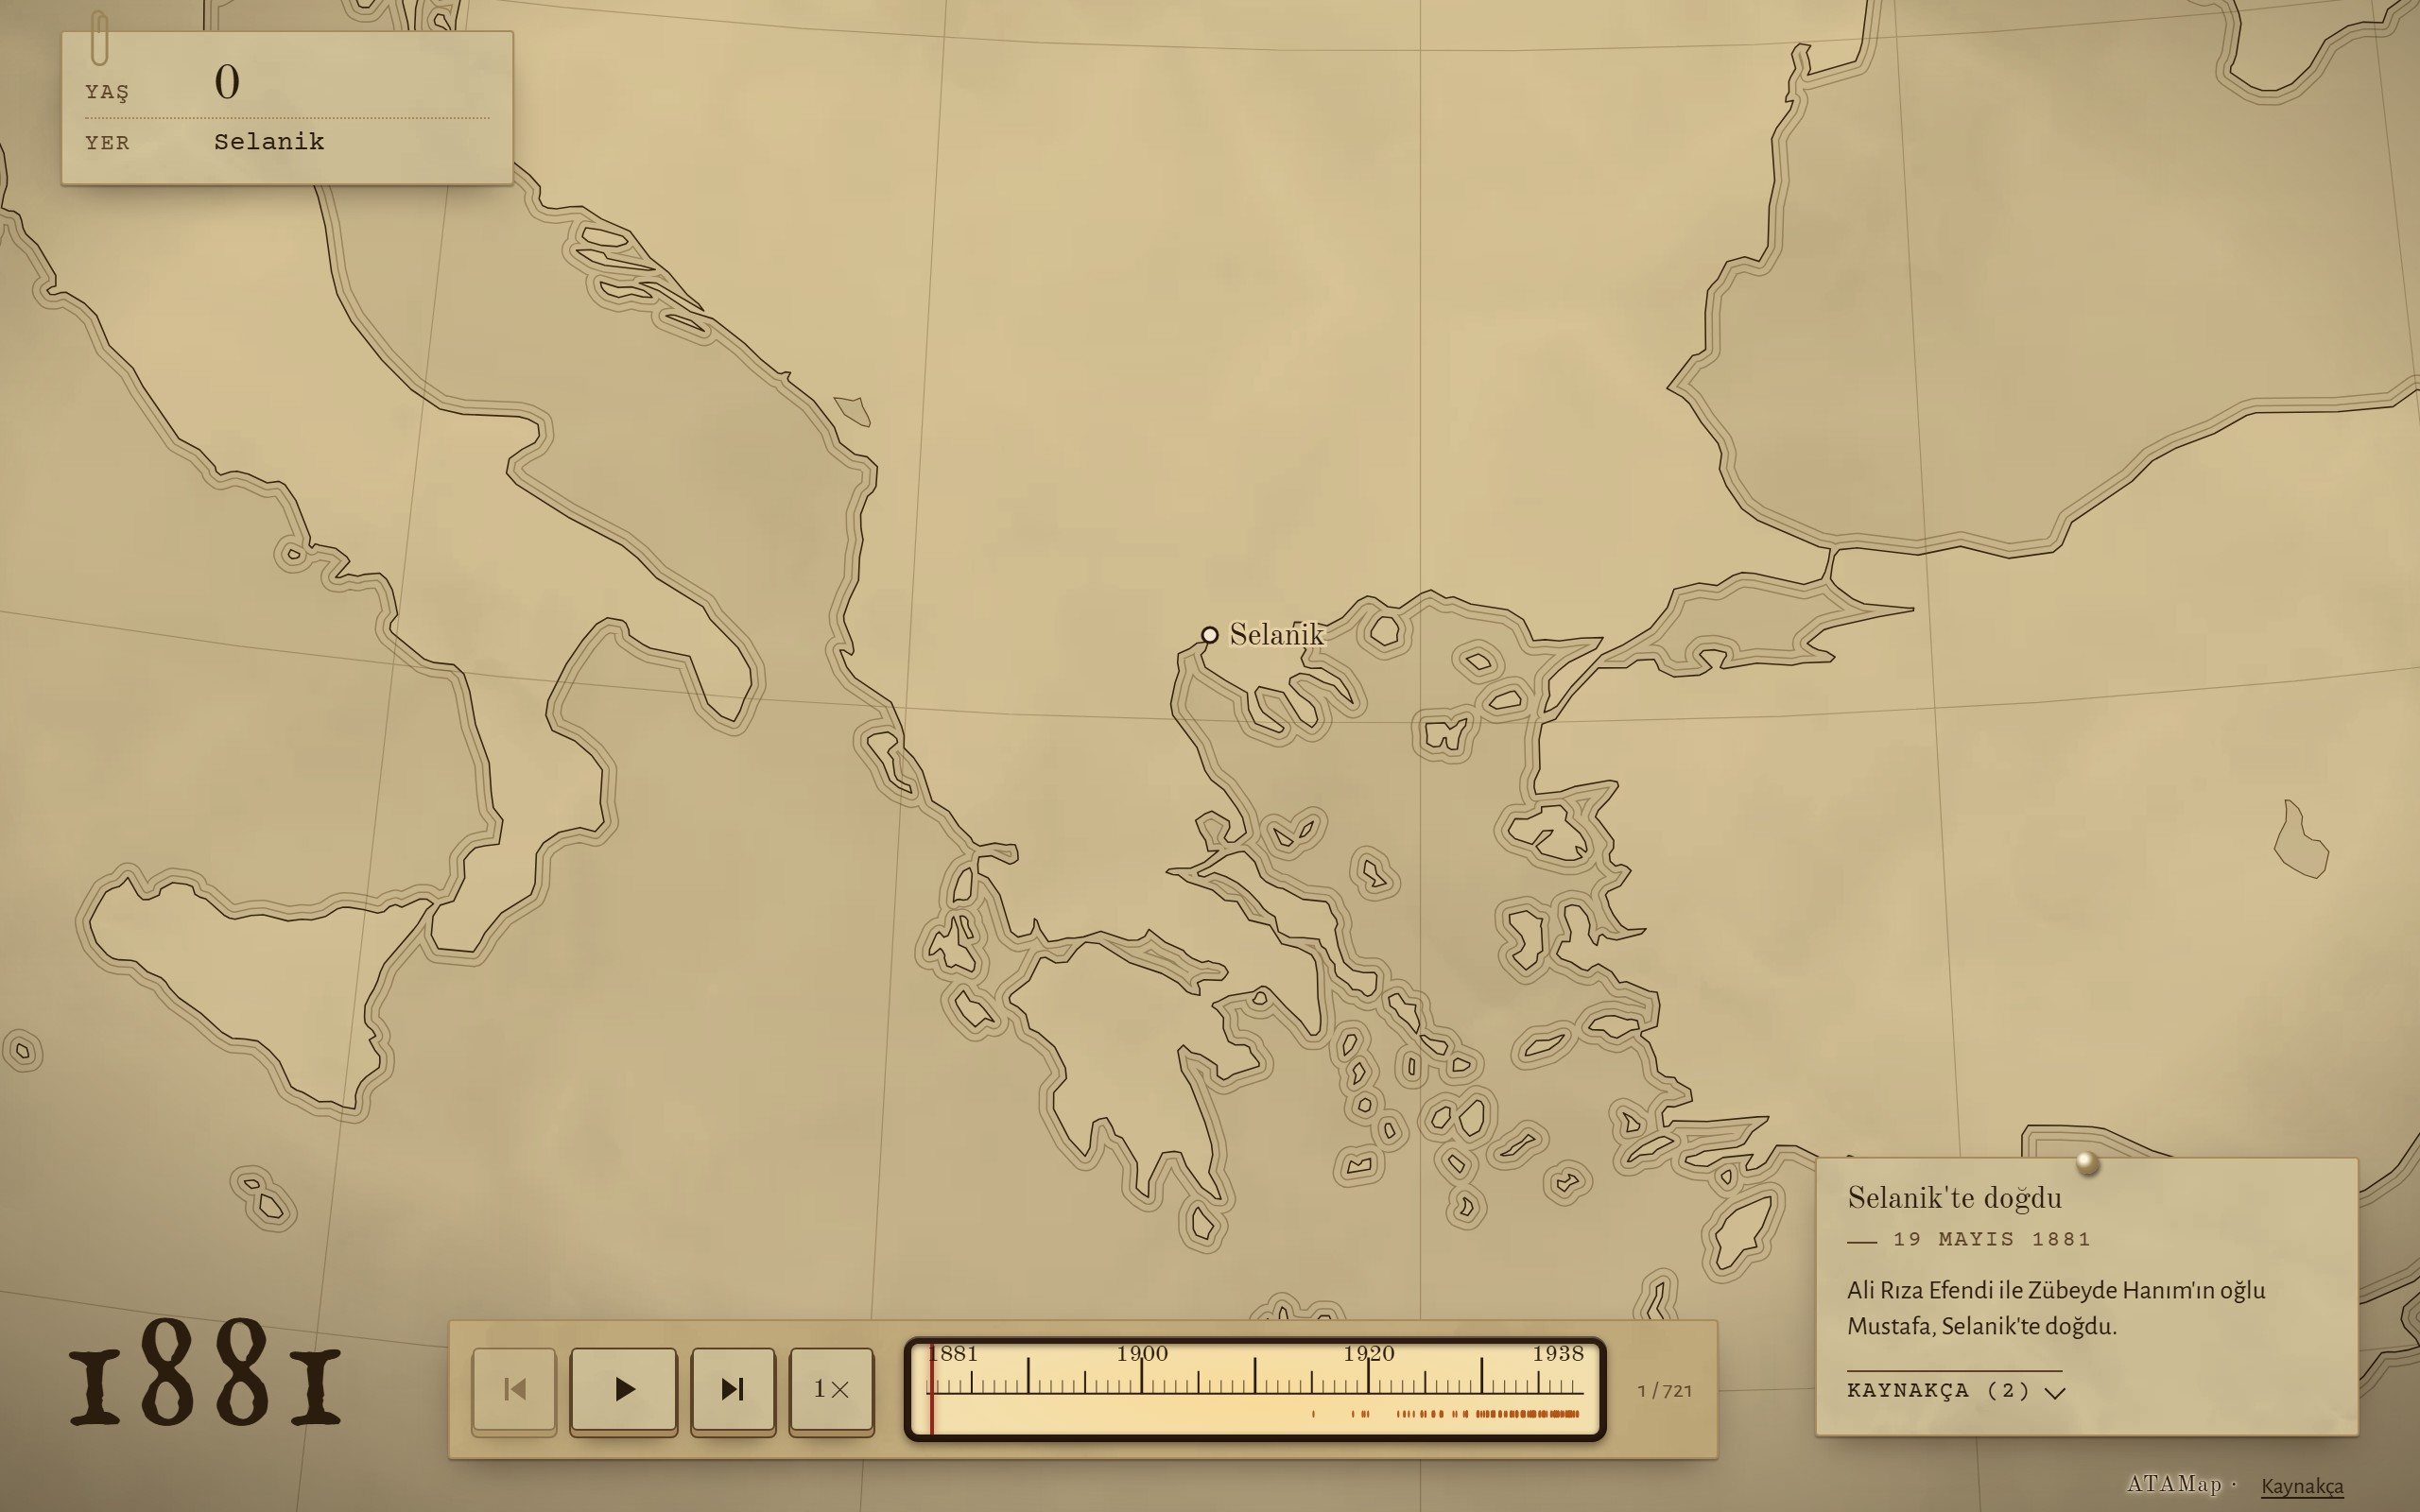 YAŞ 0
YER Selanik
Selanik
Selanik'te doğdu
— 19 MAYIS 1881
Ali Rıza Efendi ile Zübeyde Hanım'ın oğlu
Mustafa, Selanik'te doğdu.
KAYNAKÇA (2)
1881
1×
1881 1900 1920 1938
1 / 721
ATAMap · Kaynakça